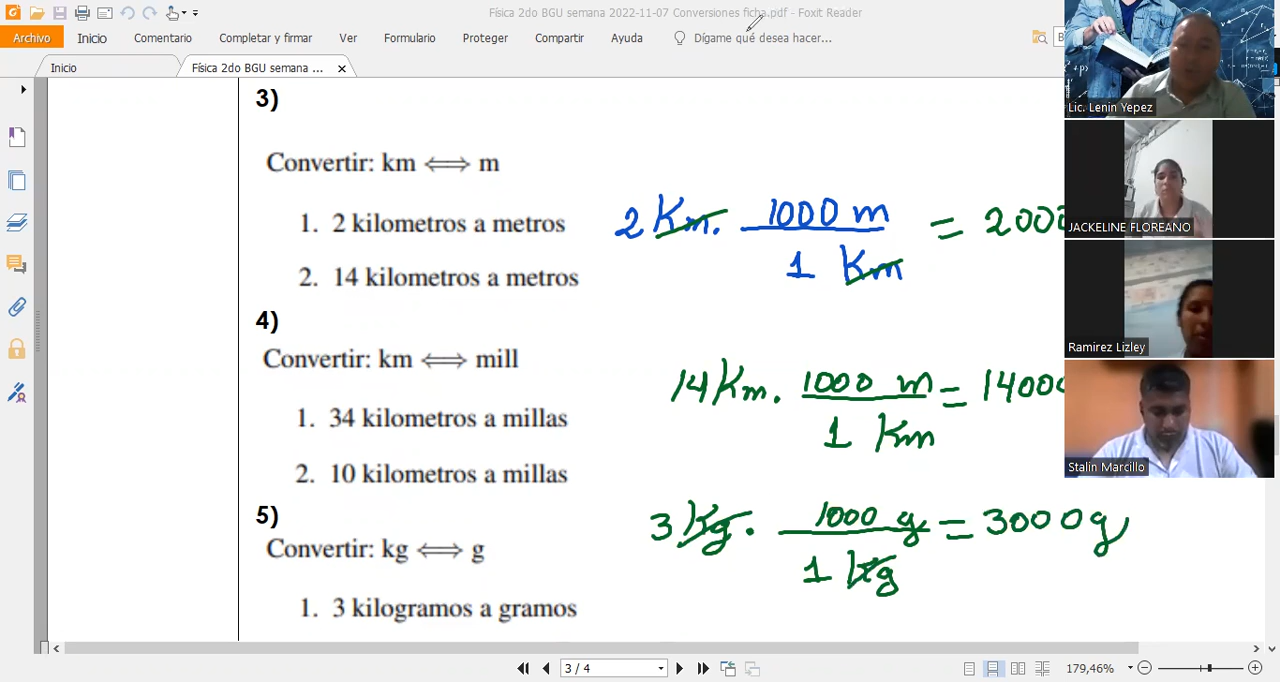 Física 2do BGU semana 2022-11-07 Conversiones ficha.pdf - Foxit Reader
Archivo Inicio Comentario Completar y firmar Ver Formulario Proteger Compartir Ayuda Dígame qué desea hacer...
Inicio Física 2do BGU semana ...
3)
Convertir: km ⟺ m
1. 2 kilometros a metros
2 Km. 1000 m / 1 Km = 2000
2. 14 kilometros a metros
4)
Convertir: km ⟺ mill
14 Km. 1000 m / 1 Km = 14000
1. 34 kilometros a millas
2. 10 kilometros a millas
5)
3 Kg. 1000 g / 1 kg = 3000 g
Convertir: kg ⟺ g
1. 3 kilogramos a gramos
Lic. Lenin Yepez
JACKELINE FLOREANO
Ramirez Lizley
Stalin Marcillo
3 / 4
179,46%